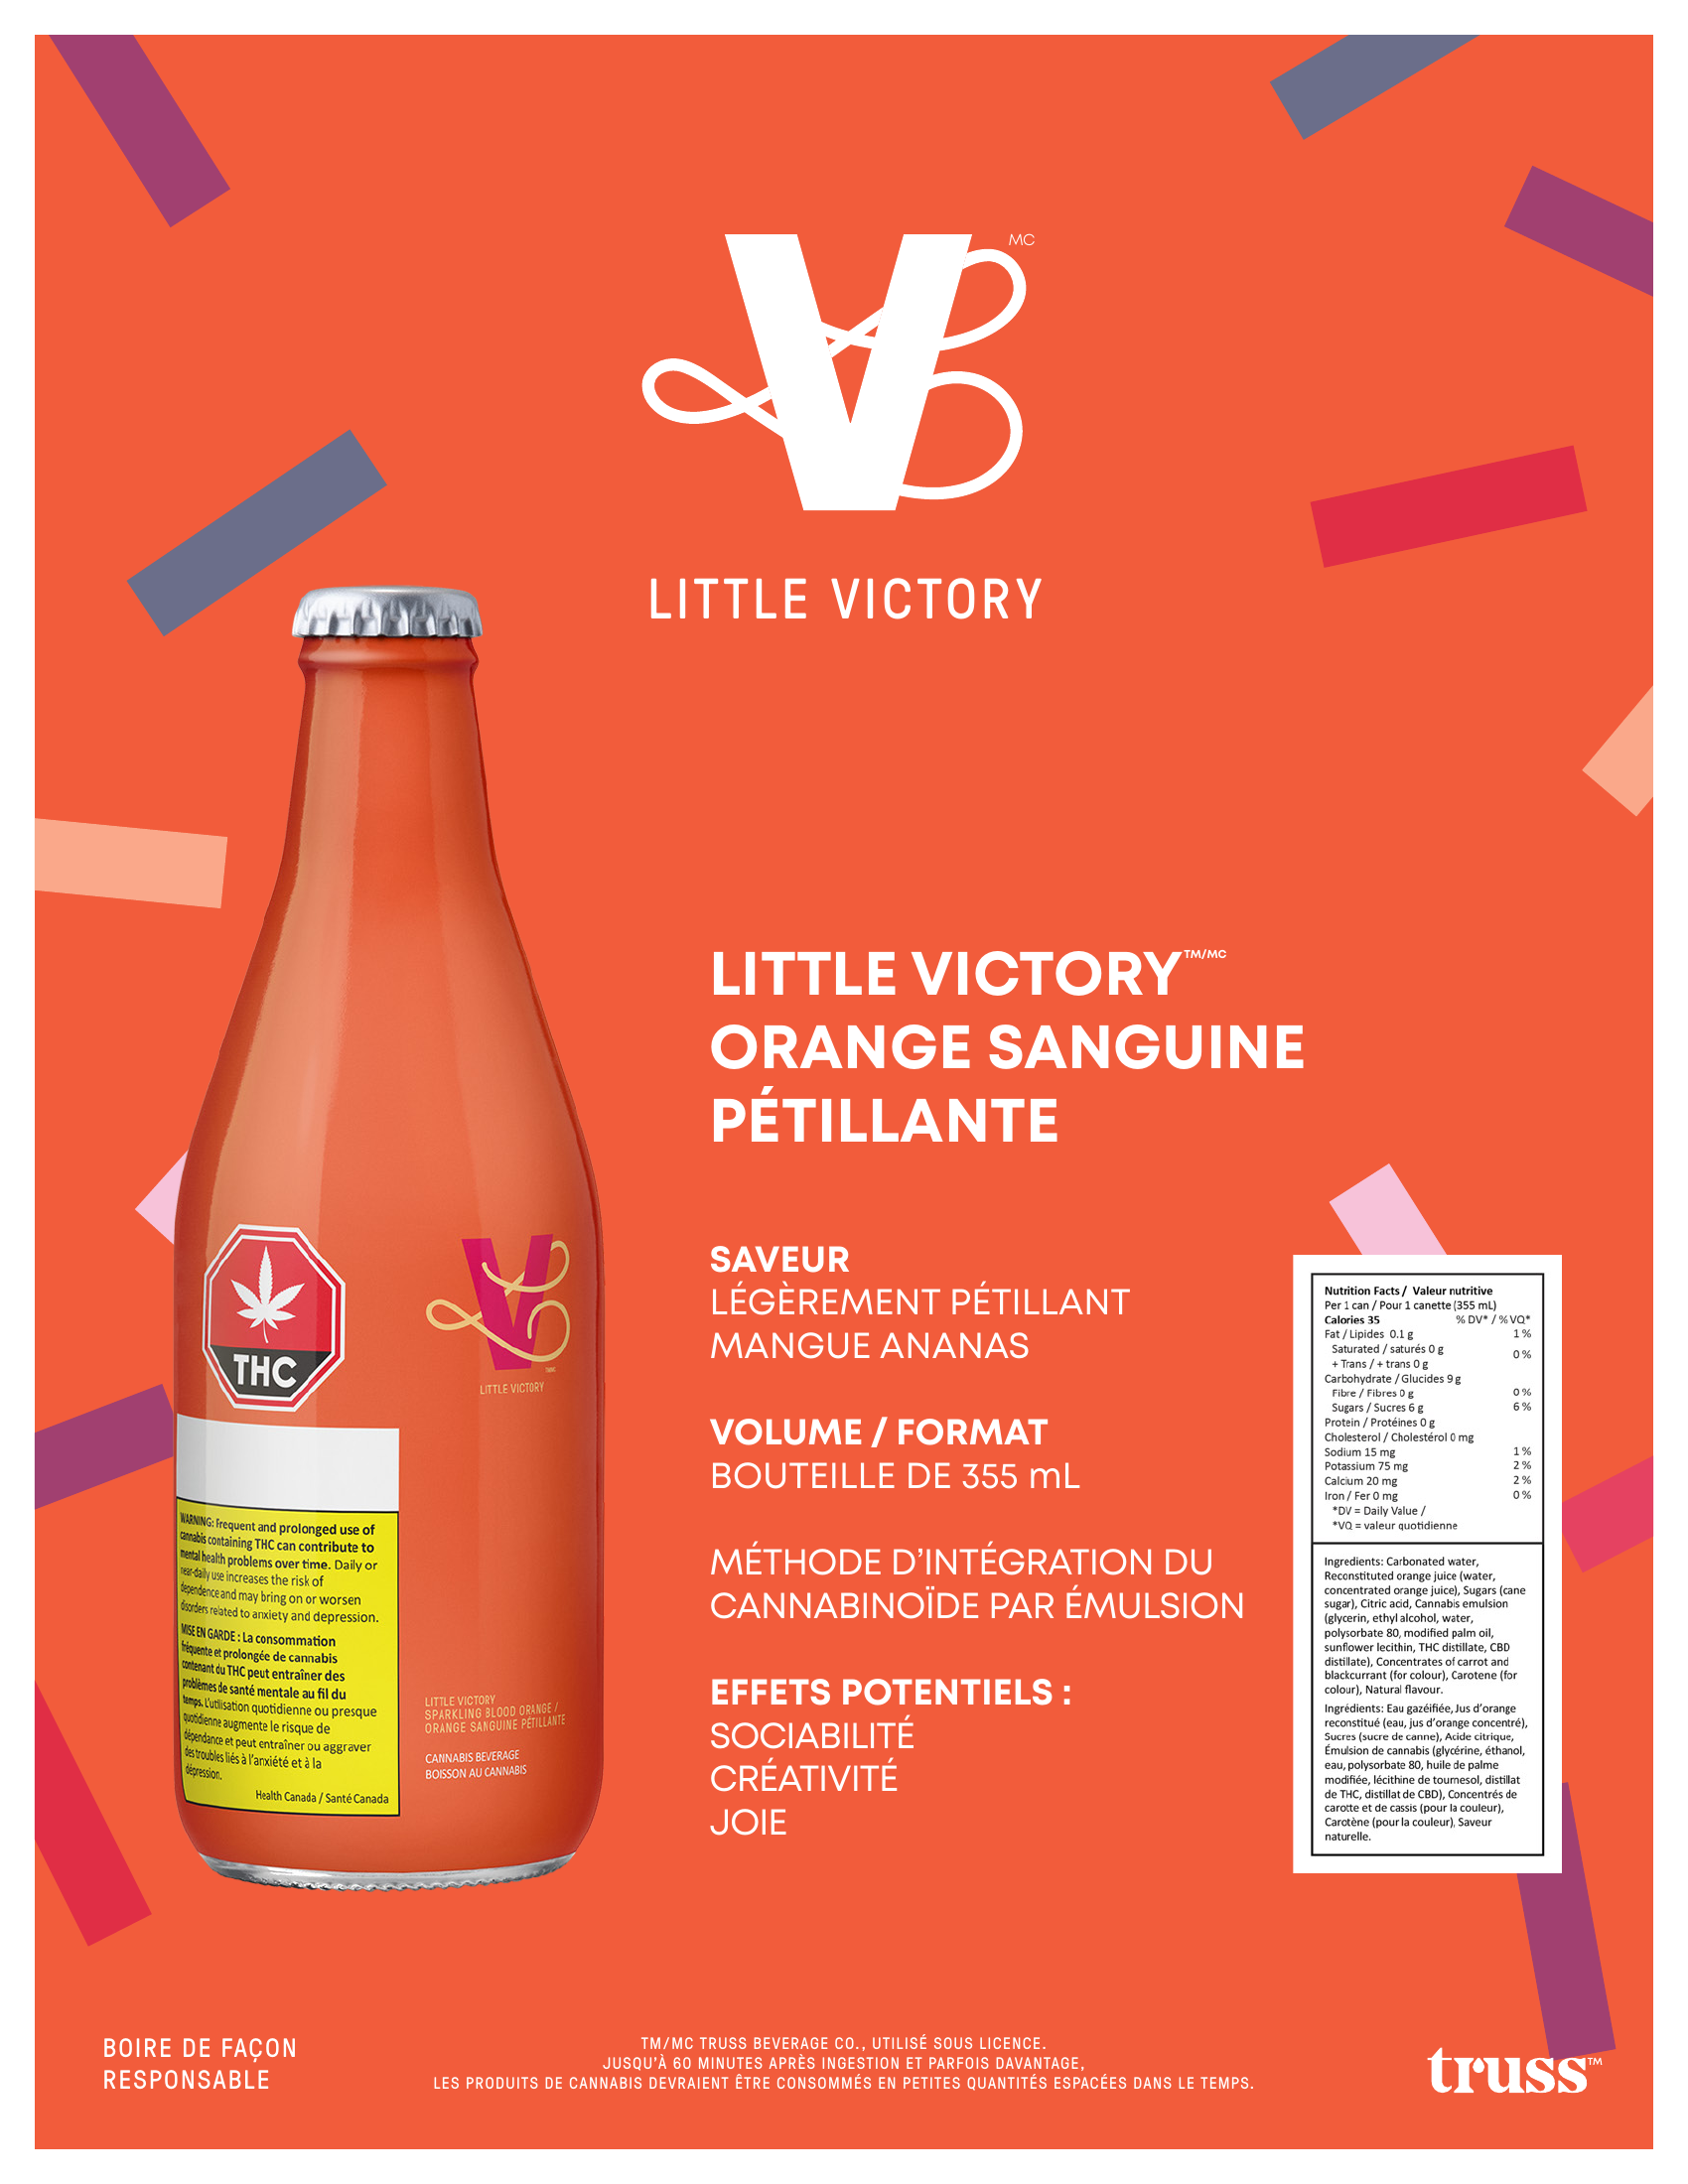 MC
LITTLE VICTORY
LITTLE VICTORY™/MC
ORANGE SANGUINE
PÉTILLANTE
SAVEUR
LÉGÈREMENT PÉTILLANT
MANGUE ANANAS
VOLUME / FORMAT
BOUTEILLE DE 355 mL
MÉTHODE D'INTÉGRATION DU
CANNABINOÏDE PAR ÉMULSION
EFFETS POTENTIELS :
SOCIABILITÉ
CRÉATIVITÉ
JOIE
THC
LITTLE VICTORY
WARNING: Frequent and prolonged use of
cannabis containing THC can contribute to
mental health problems over time. Daily or
near-daily use increases the risk of
dependence and may bring on or worsen
disorders related to anxiety and depression.
MISE EN GARDE : La consommation
fréquente et prolongée de cannabis
contenant du THC peut entraîner des
problèmes de santé mentale au fil du
temps. L'utilisation quotidienne ou presque
quotidienne augmente le risque de
dépendance et peut entraîner ou aggraver
des troubles liés à l'anxiété et à la
dépression.
Health Canada / Santé Canada
LITTLE VICTORY
SPARKLING BLOOD ORANGE /
ORANGE SANGUINE PÉTILLANTE
CANNABIS BEVERAGE
BOISSON AU CANNABIS
Nutrition Facts / Valeur nutritive
Per 1 can / Pour 1 canette (355 mL)
Calories 35 % DV* / % VQ*
Fat / Lipides 0.1 g 1 %
Saturated / saturés 0 g
+ Trans / + trans 0 g 0 %
Carbohydrate / Glucides 9 g
Fibre / Fibres 0 g 0 %
Sugars / Sucres 6 g 6 %
Protein / Protéines 0 g
Cholesterol / Cholestérol 0 mg
Sodium 15 mg 1 %
Potassium 75 mg 2 %
Calcium 20 mg 2 %
Iron / Fer 0 mg 0 %
*DV = Daily Value /
*VQ = valeur quotidienne
Ingredients: Carbonated water,
Reconstituted orange juice (water,
concentrated orange juice), Sugars (cane
sugar), Citric acid, Cannabis emulsion
(glycerin, ethyl alcohol, water,
polysorbate 80, modified palm oil,
sunflower lecithin, THC distillate, CBD
distillate), Concentrates of carrot and
blackcurrant (for colour), Carotene (for
colour), Natural flavour.
Ingrédients: Eau gazéifiée, Jus d'orange
reconstitué (eau, jus d'orange concentré),
Sucres (sucre de canne), Acide citrique,
Émulsion de cannabis (glycérine, éthanol,
eau, polysorbate 80, huile de palme
modifiée, lécithine de tournesol, distillat
de THC, distillat de CBD), Concentrés de
carotte et de cassis (pour la couleur),
Carotène (pour la couleur), Saveur
naturelle.
BOIRE DE FAÇON
RESPONSABLE
TM/MC TRUSS BEVERAGE CO., UTILISÉ SOUS LICENCE.
JUSQU'À 60 MINUTES APRÈS INGESTION ET PARFOIS DAVANTAGE,
LES PRODUITS DE CANNABIS DEVRAIENT ÊTRE CONSOMMÉS EN PETITES QUANTITÉS ESPACÉES DANS LE TEMPS.
truss™